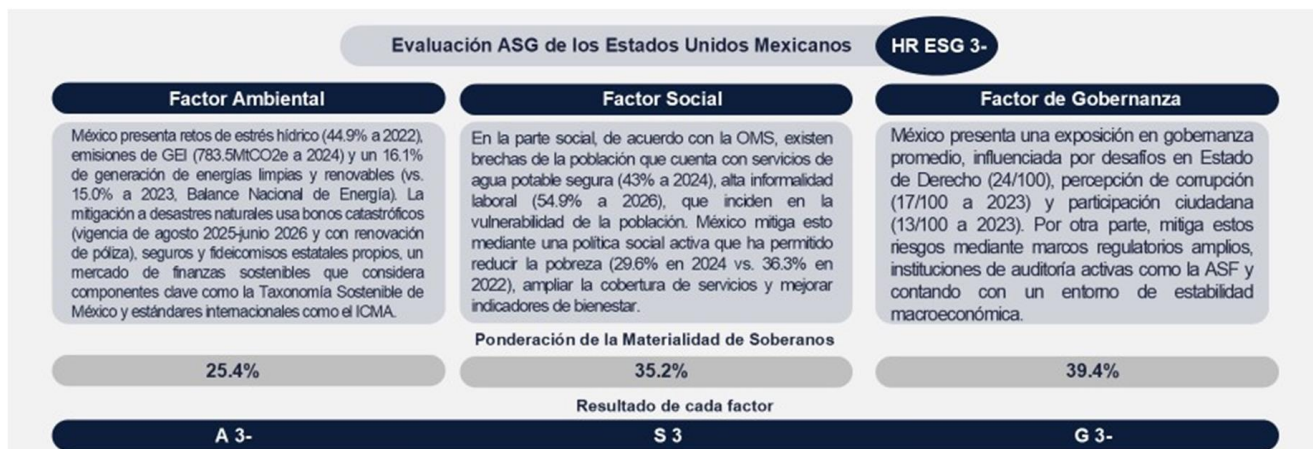 Evaluación ASG de los Estados Unidos Mexicanos
HR ESG 3-
Factor Ambiental
México presenta retos de estrés hídrico (44.9% a 2022),
emisiones de GEI (783.5MtCO2e a 2024) y un 16.1%
de generación de energías limpias y renovables (vs.
15.0% a 2023, Balance Nacional de Energía). La
mitigación a desastres naturales usa bonos catastróficos
(vigencia de agosto 2025-junio 2026 y con renovación
de póliza), seguros y fideicomisos estatales propios, un
mercado de finanzas sostenibles que considera
componentes clave como la Taxonomía Sostenible de
México y estándares internacionales como el ICMA.
Factor Social
En la parte social, de acuerdo con la OMS, existen
brechas de la población que cuenta con servicios de
agua potable segura (43% a 2024), alta informalidad
laboral (54.9% a 2026), que inciden en la
vulnerabilidad de la población. México mitiga esto
mediante una política social activa que ha permitido
reducir la pobreza (29.6% en 2024 vs. 36.3% en
2022), ampliar la cobertura de servicios y mejorar
indicadores de bienestar.
Factor de Gobernanza
México presenta una exposición en gobernanza
promedio, influenciada por desafíos en Estado
de Derecho (24/100), percepción de corrupción
(17/100 a 2023) y participación ciudadana
(13/100 a 2023). Por otra parte, mitiga estos
riesgos mediante marcos regulatorios amplios,
instituciones de auditoría activas como la ASF y
contando con un entorno de estabilidad
macroeconómica.
Ponderación de la Materialidad de Soberanos
25.4%
35.2%
39.4%
Resultado de cada factor
A 3-
S 3
G 3-